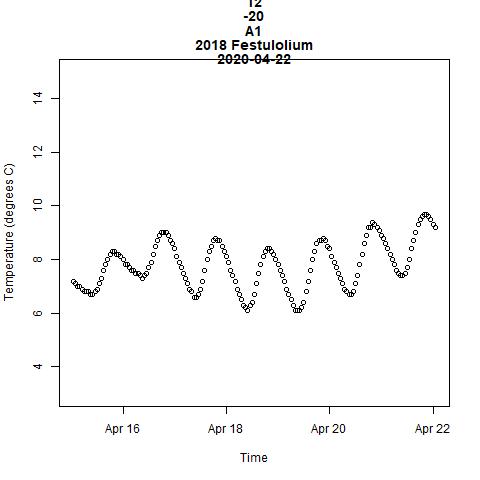 T2
-20
A1
2018 Festulolium
2020-04-22
Temperature (degrees C)
14
12
10
8
6
4
Apr 16
Apr 18
Apr 20
Apr 22
Time